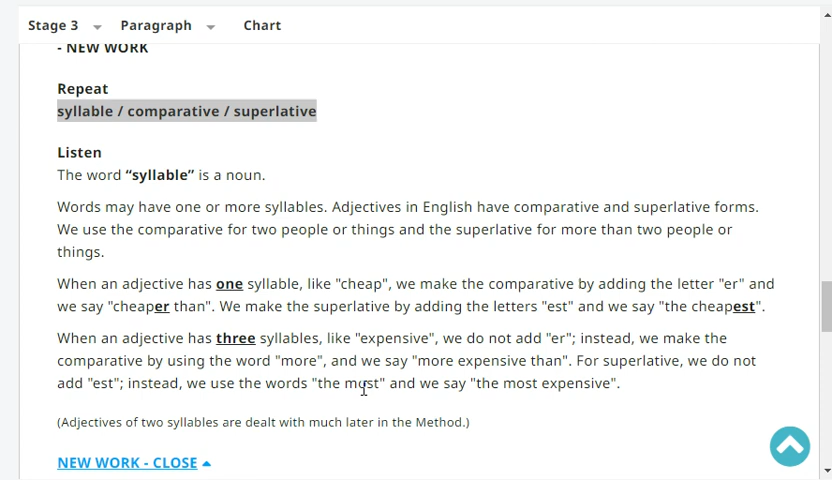 Stage 3 Paragraph Chart
- NEW WORK
Repeat
syllable / comparative / superlative
Listen
The word “syllable” is a noun.
Words may have one or more syllables. Adjectives in English have comparative and superlative forms.
We use the comparative for two people or things and the superlative for more than two people or
things.
When an adjective has one syllable, like "cheap", we make the comparative by adding the letter "er" and
we say "cheaper than". We make the superlative by adding the letters "est" and we say "the cheapest".
When an adjective has three syllables, like "expensive", we do not add "er"; instead, we make the
comparative by using the word "more", and we say "more expensive than". For superlative, we do not
add "est"; instead, we use the words "the must" and we say "the most expensive".
(Adjectives of two syllables are dealt with much later in the Method.)
NEW WORK - CLOSE